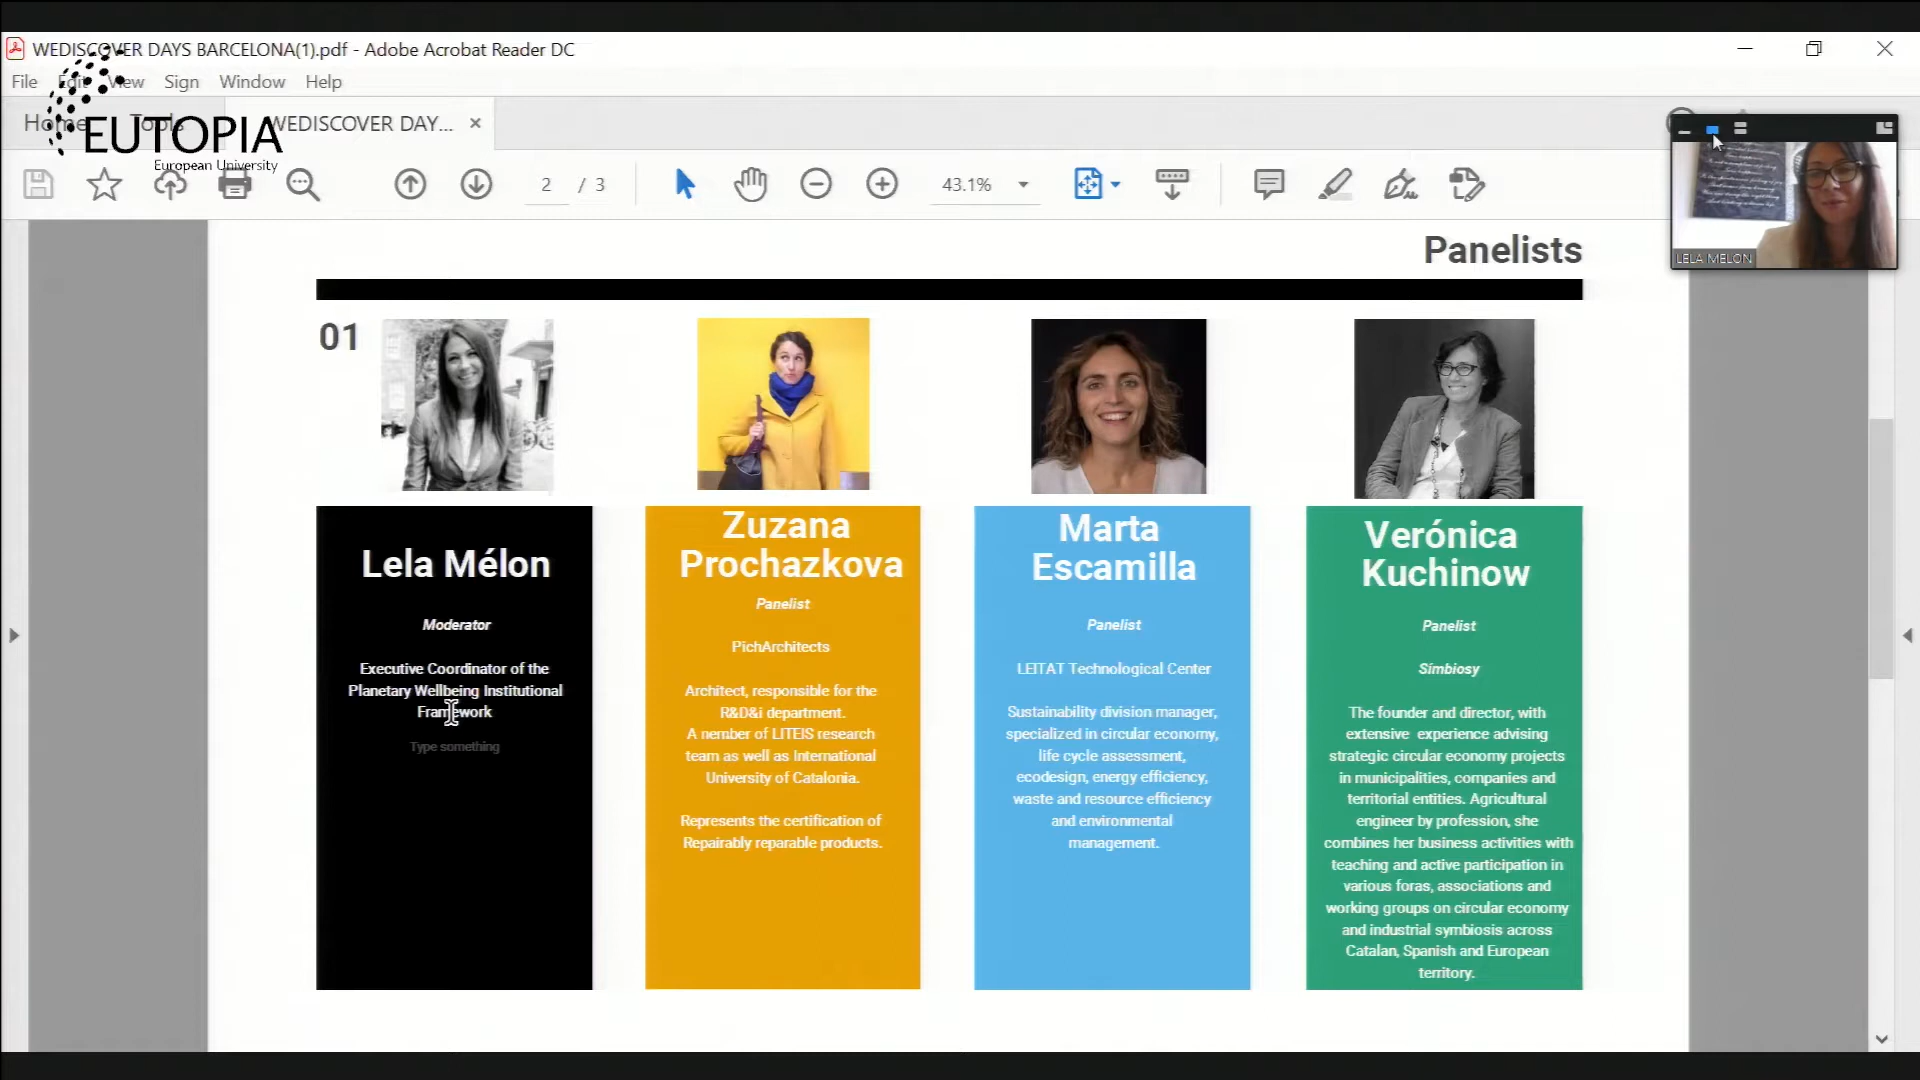 WEDISCOVER DAYS BARCELONA(1).pdf - Adobe Acrobat Reader DC
File Edit View Sign Window Help
Home Tools WEDISCOVER DAY...
EUTOPIA
European University
2 / 3
43.1%
LELA MELON
Panelists
01
Lela Mélon
Moderator
Executive Coordinator of the
Planetary Wellbeing Institutional
Framework
Type something
Zuzana
Prochazkova
Panelist
PichArchitects
Architect, responsible for the
R&D&i department.
A nember of LITEIS research
team as well as International
University of Catalonia.
Represents the certification of
Repairably reparable products.
Marta
Escamilla
Panelist
LEITAT Technological Center
Sustainability division manager,
specialized in circular economy,
life cycle assessment,
ecodesign, energy efficiency,
waste and resource efficiency
and environmental
management.
Verónica
Kuchinow
Panelist
Símbiosy
The founder and director, with
extensive experience advising
strategic circular economy projects
in municipalities, companies and
territorial entities. Agricultural
engineer by profession, she
combines her business activities with
teaching and active participation in
various foras, associations and
working groups on circular economy
and industrial symbiosis across
Catalan, Spanish and European
territory.